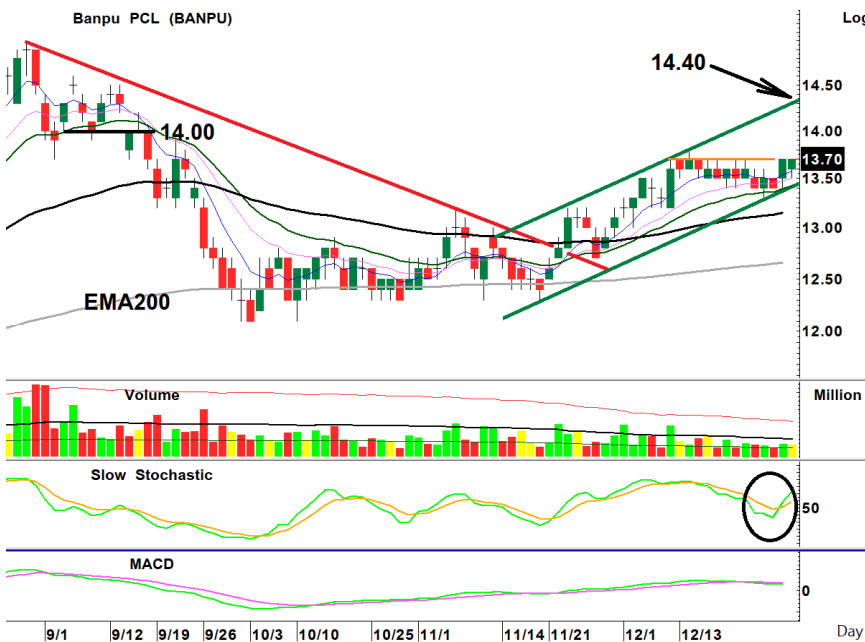 Banpu PCL (BANPU)
Log
14.40
14.50
14.00
14.00
13.70
13.50
13.00
12.50
EMA200
12.00
Volume
Million
Slow Stochastic
50
MACD
0
9/1 9/12 9/19 9/26 10/3 10/10 10/25 11/1 11/14 11/21 12/1 12/13 Day